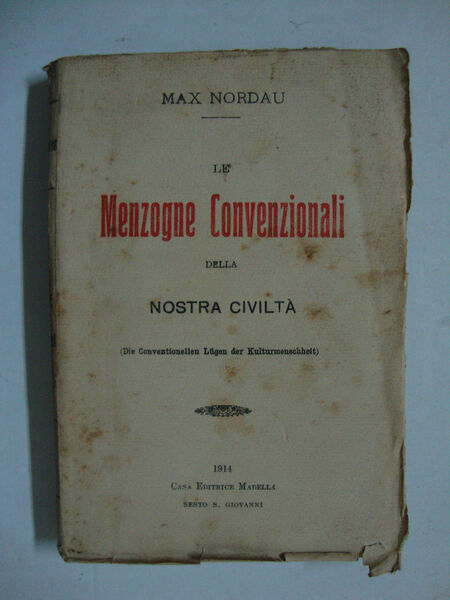 MAX NORDAU
LE
Menzogne Convenzionali
DELLA
NOSTRA CIVILTÀ
(Die Conventionellen Lügen der Kulturmenschheit)
1914
CASA EDITRICE MADELLA
SESTO S. GIOVANNI